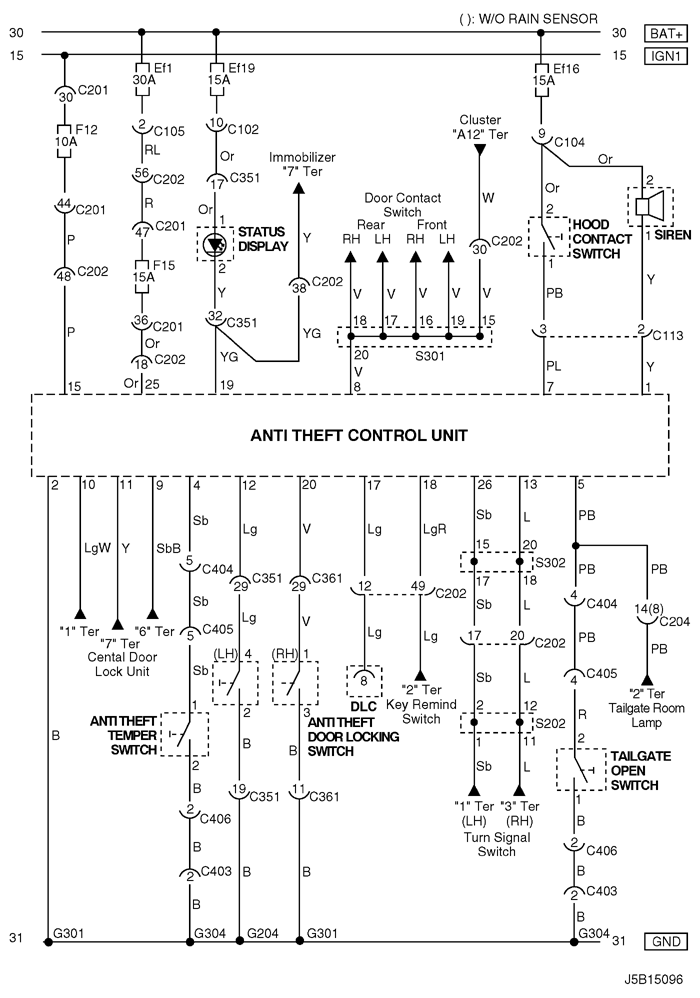 ( ): W/O RAIN SENSOR
30 30 BAT+
15 15 IGN1
Ef1 Ef19 Ef16
30A 15A 15A
30 C201
F12
10A
2 C105 10 C102
RL Or
9 C104
Cluster
"A12" Ter
Immobilizer
"7" Ter
Or
56 C202 17 C351
R Or 1
W Or 2
44 C201 47 C201
Door Contact
Switch
Rear Front
RH LH RH LH
STATUS
DISPLAY
2
HOOD
CONTACT
SWITCH
1
1 SIREN
P F15
15A
Y Y 30 C202
48 C202
38 C202
V V V V V PB Y
36 C201 32 C351
Or YG YG
18 17 16 19 15
S301
3 2 C113
P 18 C202
20
V PL Y
15 Or 25 19 8 7 1
ANTI THEFT CONTROL UNIT
2 10 11 9 4 12 20 17 18 26 13 5
Sb Lg V Lg LgR Sb L PB
LgW Y SbB
15 20 S302
5 C404
29 C351 29 C361
12 49 C202
17 18
PB PB
4 C404
14(8) C204
Sb Lg V Lg Lg Sb L PB PB
"1" Ter "7" Ter "6" Ter
Cental Door
Lock Unit
5 C405
17 20 C202
4 C405
Sb (LH) 4 (RH) 1
8
DLC
"2" Ter
Key Remind
Switch
Sb L
"2" Ter
Tailgate Room
Lamp
1 2 3
2 12 S202
1 11
R
2
ANTI THEFT
TEMPER
SWITCH
ANTI THEFT
DOOR LOCKING
SWITCH
B B B
2
Sb L
TAILGATE
OPEN
SWITCH
1
B 19 C351 11 C361
"1" Ter "3" Ter
(LH) (RH)
Turn Signal
Switch
2 C406
B
B
2 C406
B B B
2 C403
B
2 C403
B B
31 G301 G304 G204 G301 G304 31 GND
J5B15096